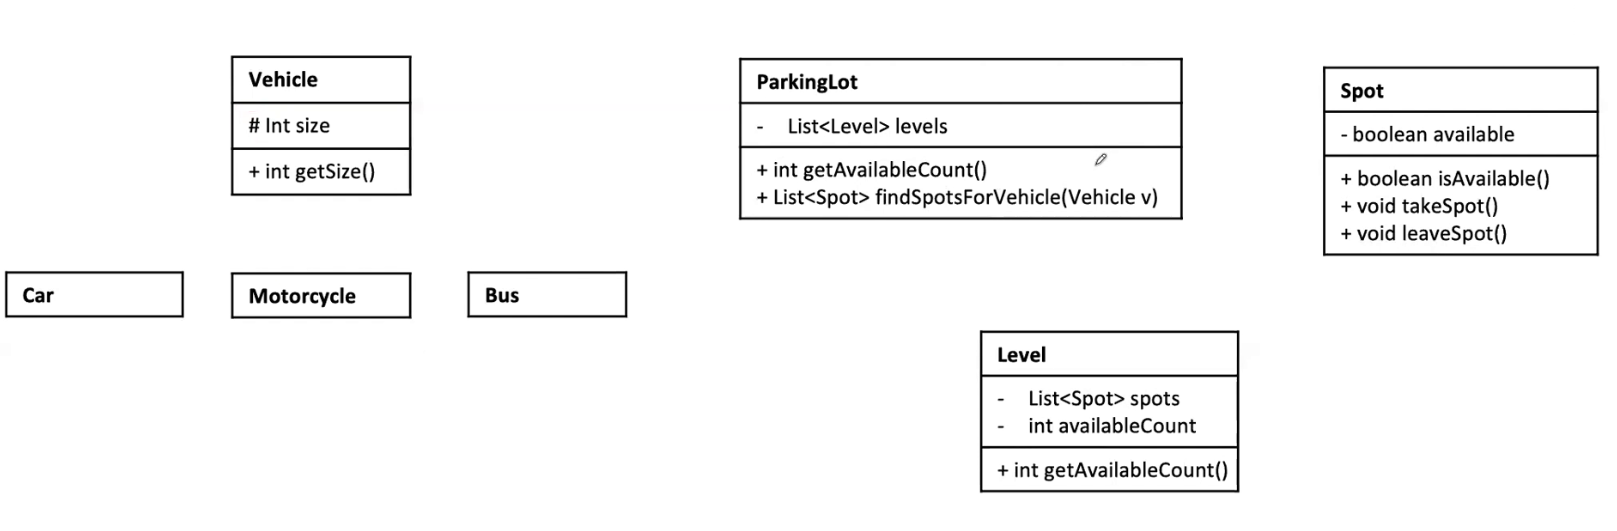 Vehicle
# Int size
+ int getSize()
ParkingLot
- List<Level> levels
+ int getAvailableCount()
+ List<Spot> findSpotsForVehicle(Vehicle v)
Spot
- boolean available
+ boolean isAvailable()
+ void takeSpot()
+ void leaveSpot()
Car
Motorcycle
Bus
Level
- List<Spot> spots
- int availableCount
+ int getAvailableCount()